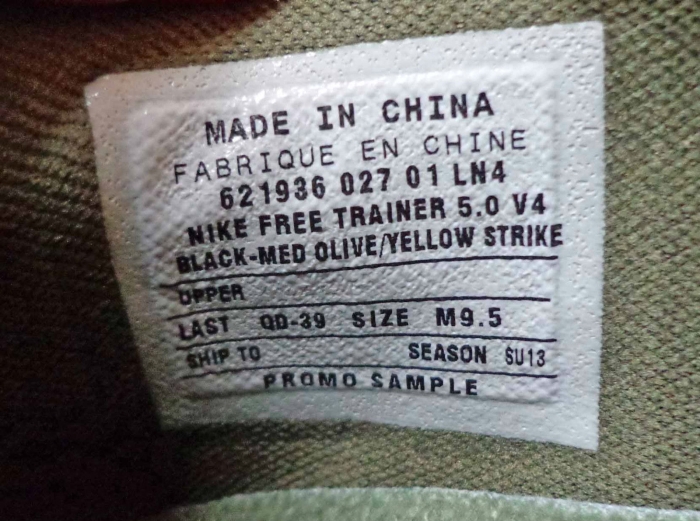 MADE IN CHINA
FABRIQUE EN CHINE
621936 027 01 LN4
NIKE FREE TRAINER 5.0 V4
BLACK-MED OLIVE/YELLOW STRIKE
UPPER
LAST QD-39 SIZE M9.5
SHIP TO SEASON SU13
PROMO SAMPLE